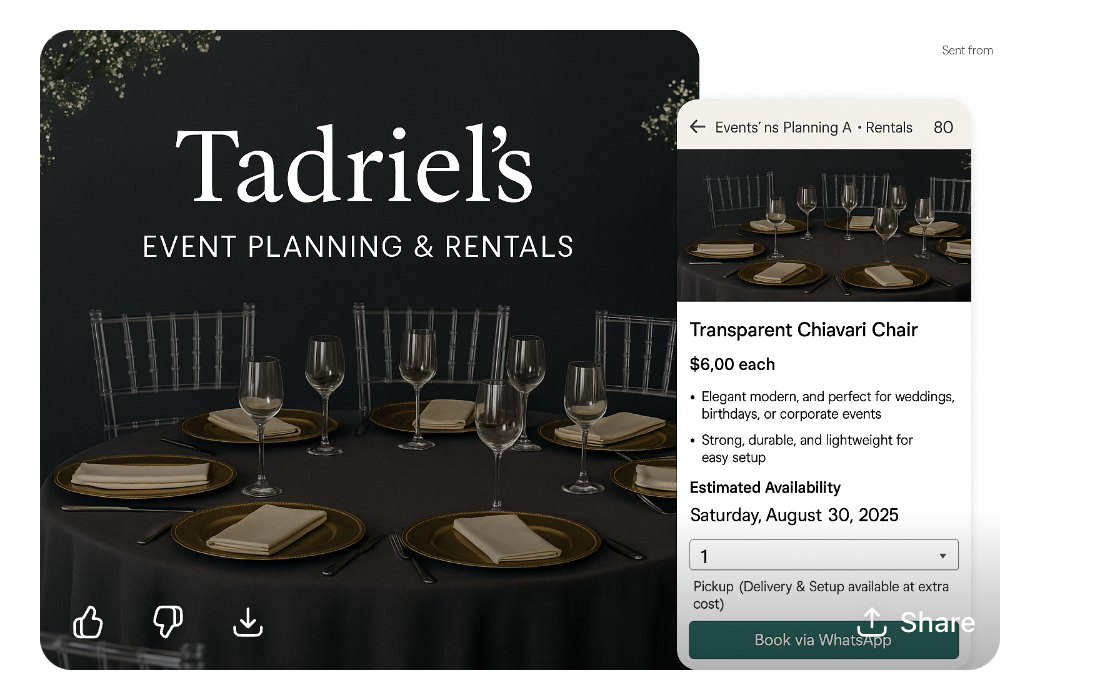 Sent from
Tadriel's
EVENT PLANNING & RENTALS
Events' ns Planning A • Rentals 80
Transparent Chiavari Chair
$6,00 each
• Elegant modern, and perfect for weddings,
birthdays, or corporate events
• Strong, durable, and lightweight for
easy setup
Estimated Availability
Saturday, August 30, 2025
1
Pickup (Delivery & Setup available at extra
cost)
Book via WhatsApp
Share